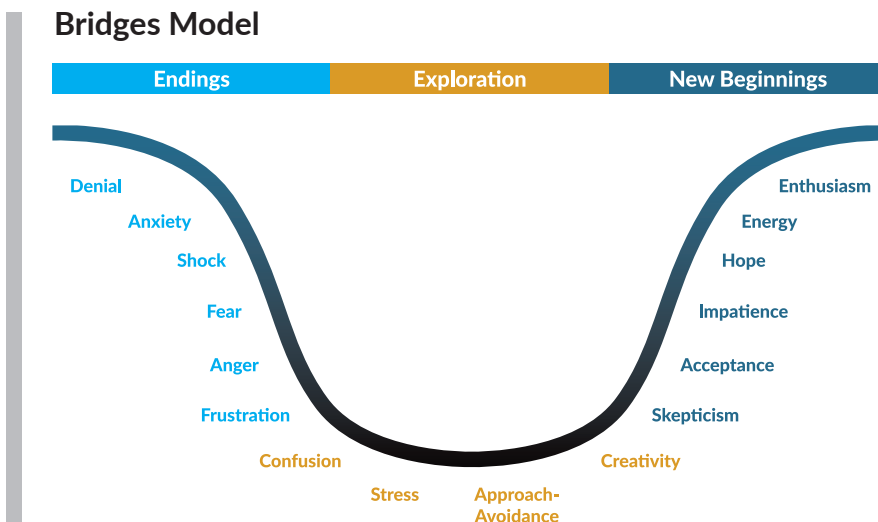 Bridges Model
Endings
Exploration
New Beginnings
Denial
Anxiety
Shock
Fear
Anger
Frustration
Confusion
Stress
Approach-
Avoidance
Creativity
Skepticism
Acceptance
Impatience
Hope
Energy
Enthusiasm